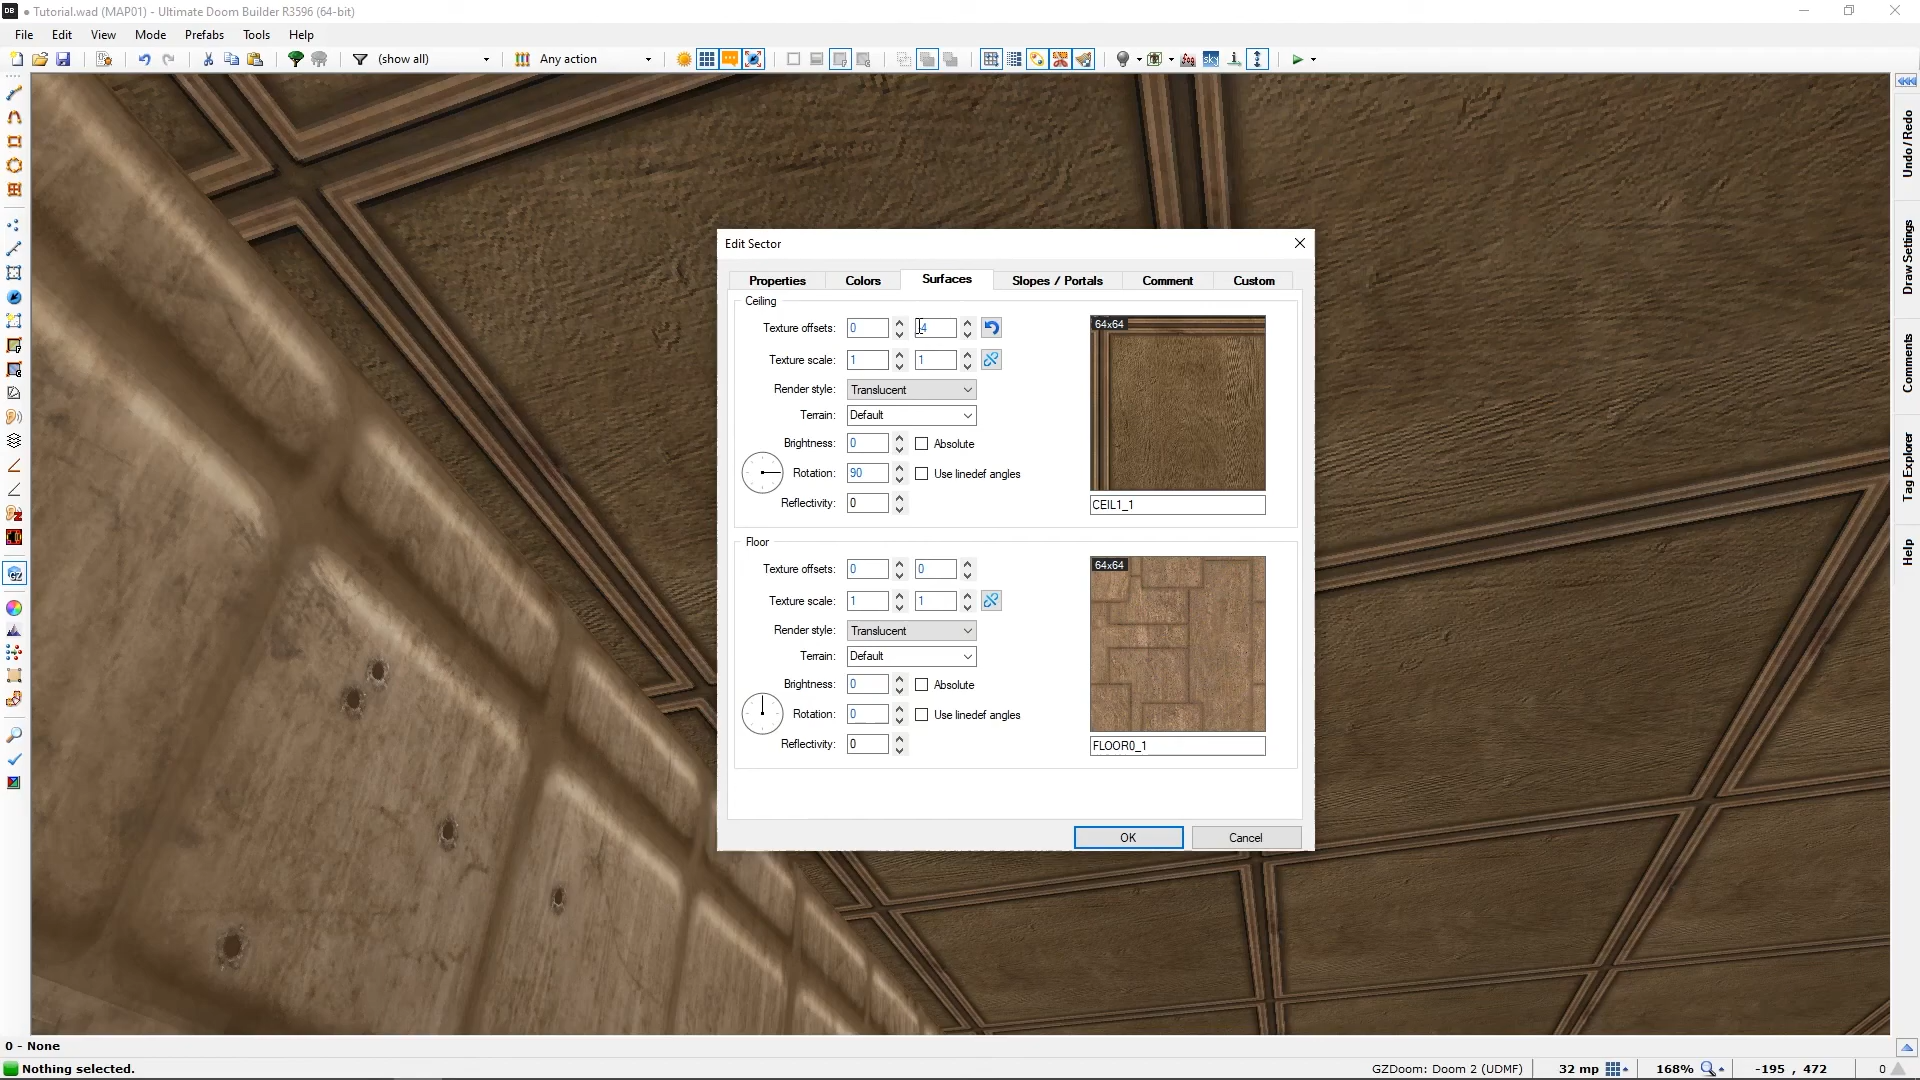 DB
• Tutorial.wad (MAP01) - Ultimate Doom Builder R3596 (64-bit)
File Edit View Mode Prefabs Tools Help
(show all) Any action
fog sky
GZ
Edit Sector
Properties Colors Surfaces Slopes / Portals Comment Custom
Ceiling
Texture offsets: 0 4
64x64
Texture scale: 1 1
Render style: Translucent
Terrain: Default
Brightness: 0 Absolute
Rotation: 90 Use linedef angles
Reflectivity: 0
CEIL1_1
Floor
Texture offsets: 0 0
64x64
Texture scale: 1 1
Render style: Translucent
Terrain: Default
Brightness: 0 Absolute
Rotation: 0 Use linedef angles
Reflectivity: 0
FLOOR0_1
OK Cancel
Undo / Redo
Draw Settings
Comments
Tag Explorer
Help
0 - None
Nothing selected. GZDoom: Doom 2 (UDMF) 32 mp 168% -195 , 472 0